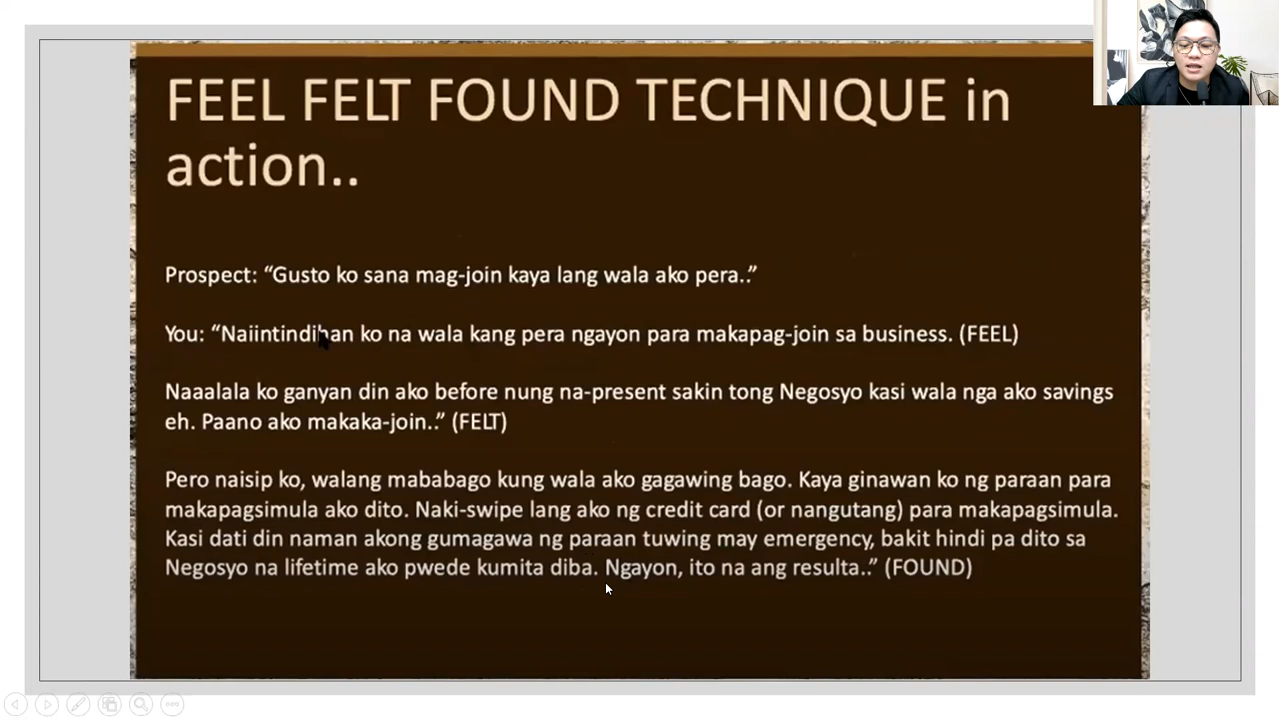 FEEL FELT FOUND TECHNIQUE in
action..
Prospect: “Gusto ko sana mag-join kaya lang wala ako pera..”
You: “Naiintindihan ko na wala kang pera ngayon para makapag-join sa business. (FEEL)
Naaalala ko ganyan din ako before nung na-present sakin tong Negosyo kasi wala nga ako savings
eh. Paano ako makaka-join..” (FELT)
Pero naisip ko, walang mababago kung wala ako gagawing bago. Kaya ginawan ko ng paraan para
makapagsimula ako dito. Naki-swipe lang ako ng credit card (or nangutang) para makapagsimula.
Kasi dati din naman akong gumagawa ng paraan tuwing may emergency, bakit hindi pa dito sa
Negosyo na lifetime ako pwede kumita diba. Ngayon, ito na ang resulta..” (FOUND)